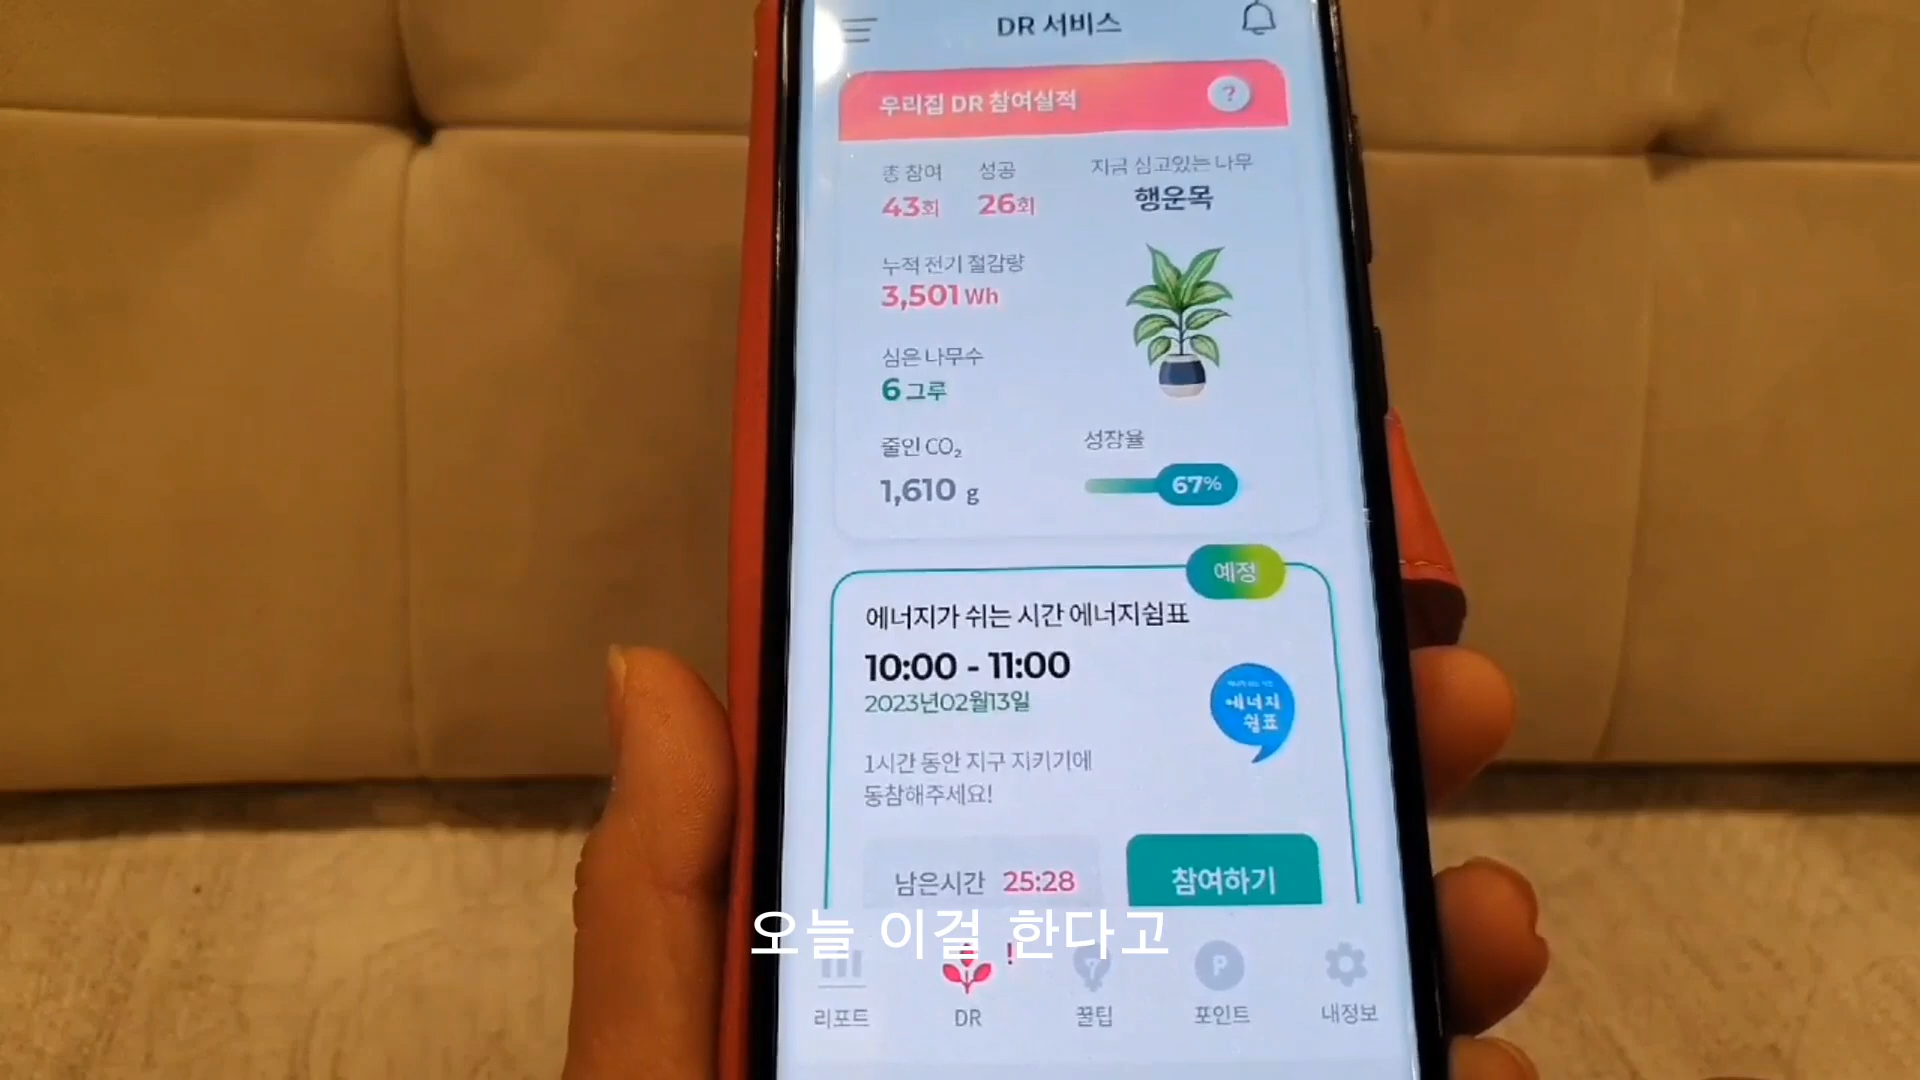 DR 서비스
우리집 DR 참여실적
?
총 참여 성공 지금 심고있는 나무
43회 26회 행운목
누적 전기 절감량
3,501 Wh
심은 나무수
6 그루
줄인 CO₂ 성장율
1,610 g 67%
예정
에너지가 쉬는 시간 에너지쉼표
10:00 - 11:00
2023년02월13일
에너지
쉼표
1시간 동안 지구 지키기에
동참해주세요!
남은시간 25:28 참여하기
오늘 이걸 한다고
리포트 DR 꿀팁 포인트 내정보